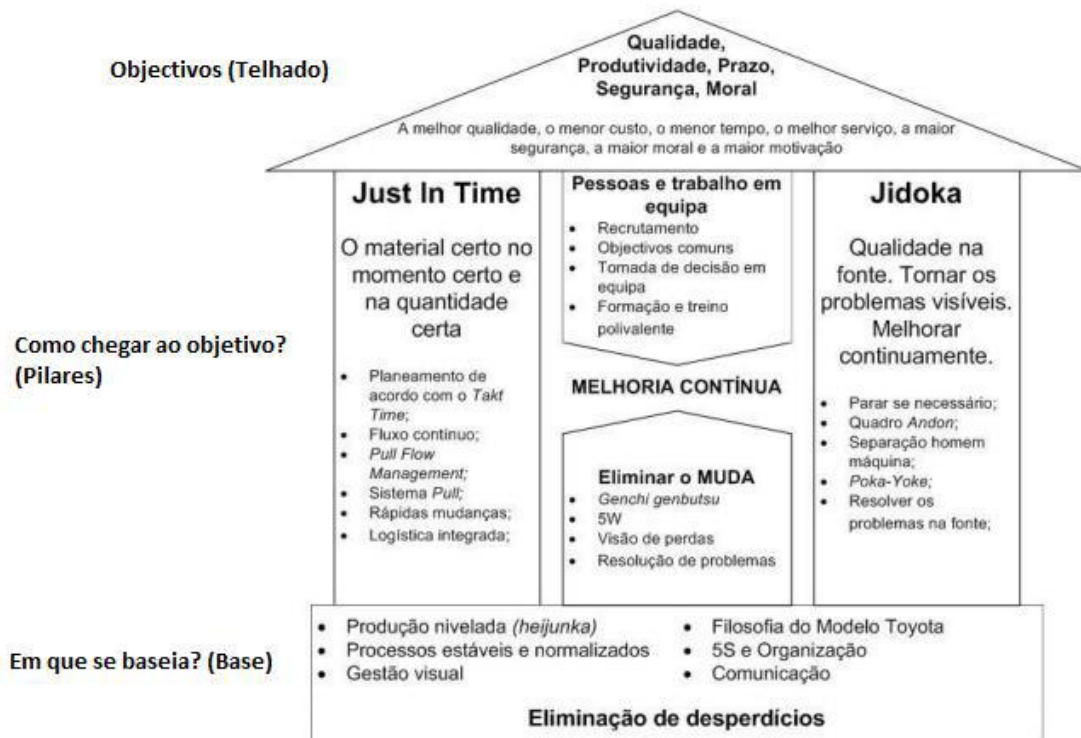 Objectivos (Telhado)
Qualidade,
Produtividade, Prazo,
Segurança, Moral
A melhor qualidade, o menor custo, o menor tempo, o melhor serviço, a maior
segurança, a maior moral e a maior motivação
Como chegar ao objetivo?
(Pilares)
Just In Time
O material certo no
momento certo e
na quantidade
certa
• Planeamento de
acordo com o Takt
Time;
• Fluxo contínuo;
• Pull Flow
Management;
• Sistema Pull;
• Rápidas mudanças;
• Logística integrada;
Pessoas e trabalho em
equipa
• Recrutamento
• Objectivos comuns
• Tomada de decisão em
equipa
• Formação e treino
polivalente
MELHORIA CONTÍNUA
Eliminar o MUDA
• Genchi genbutsu
• 5W
• Visão de perdas
• Resolução de problemas
Jidoka
Qualidade na
fonte. Tornar os
problemas visíveis.
Melhorar
continuamente.
• Parar se necessário;
• Quadro Andon;
• Separação homem
máquina;
• Poka-Yoke;
• Resolver os
problemas na fonte;
Em que se baseia? (Base)
• Produção nivelada (heijunka)
• Processos estáveis e normalizados
• Gestão visual
• Filosofia do Modelo Toyota
• 5S e Organização
• Comunicação
Eliminação de desperdícios